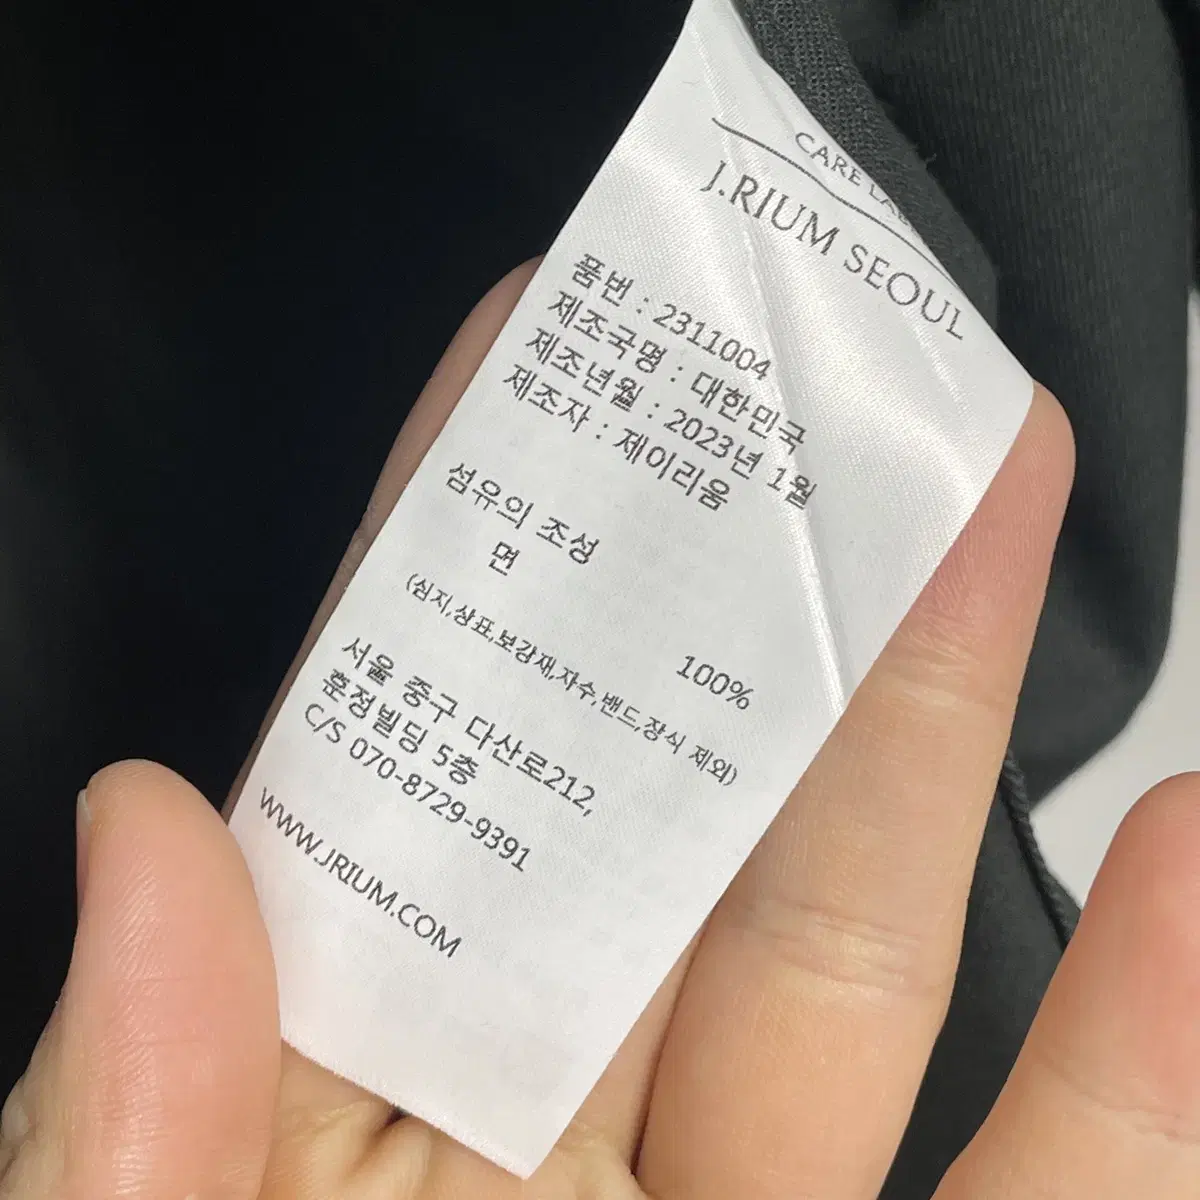 CARE LAB
J.RIUM SEOUL
품번 : 2311004
제조국명 : 대한민국
제조년월 : 2023년 1월
제조자 : 제이리움
섬유의 조성
면 100%
(심지,상표,보강재,자수,밴드,장식 제외)
서울 중구 다산로212,
훈정빌딩 5층
C/S 070-8729-9391
WWW.JRIUM.COM